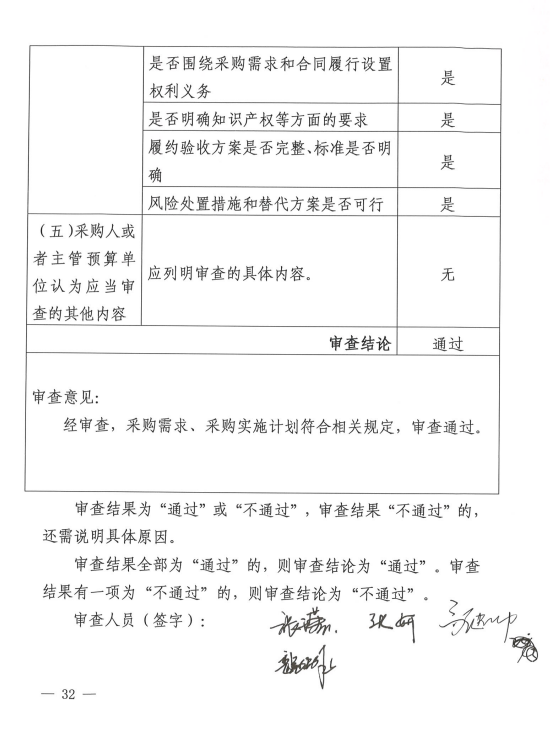 是否围绕采购需求和合同履行设置
权利义务
是
是否明确知识产权等方面的要求
是
履约验收方案是否完整、标准是否明
确
是
风险处置措施和替代方案是否可行
是
（五）采购人或
者主管预算单
位认为应当审
查的其他内容
应列明审查的具体内容。
无
审查结论
通过
审查意见：
经审查，采购需求、采购实施计划符合相关规定，审查通过。
审查结果为“通过”或“不通过”，审查结果“不通过”的，
还需说明具体原因。
审查结果全部为“通过”的，则审查结论为“通过”。审查
结果有一项为“不通过”的，则审查结论为“不通过”。
审查人员（签字）：
— 32 —